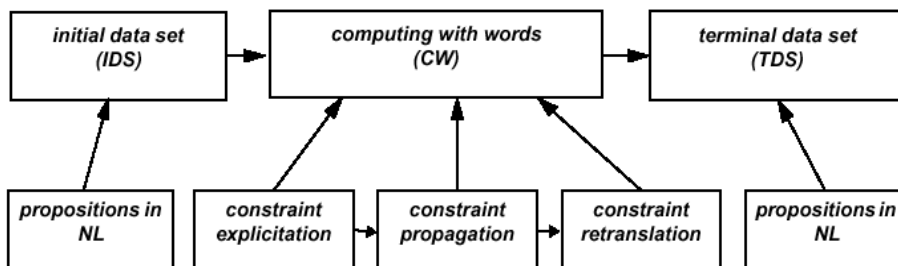 initial data set
(IDS)
computing with words
(CW)
terminal data set
(TDS)
propositions in
NL
constraint
explicitation
constraint
propagation
constraint
retranslation
propositions in
NL